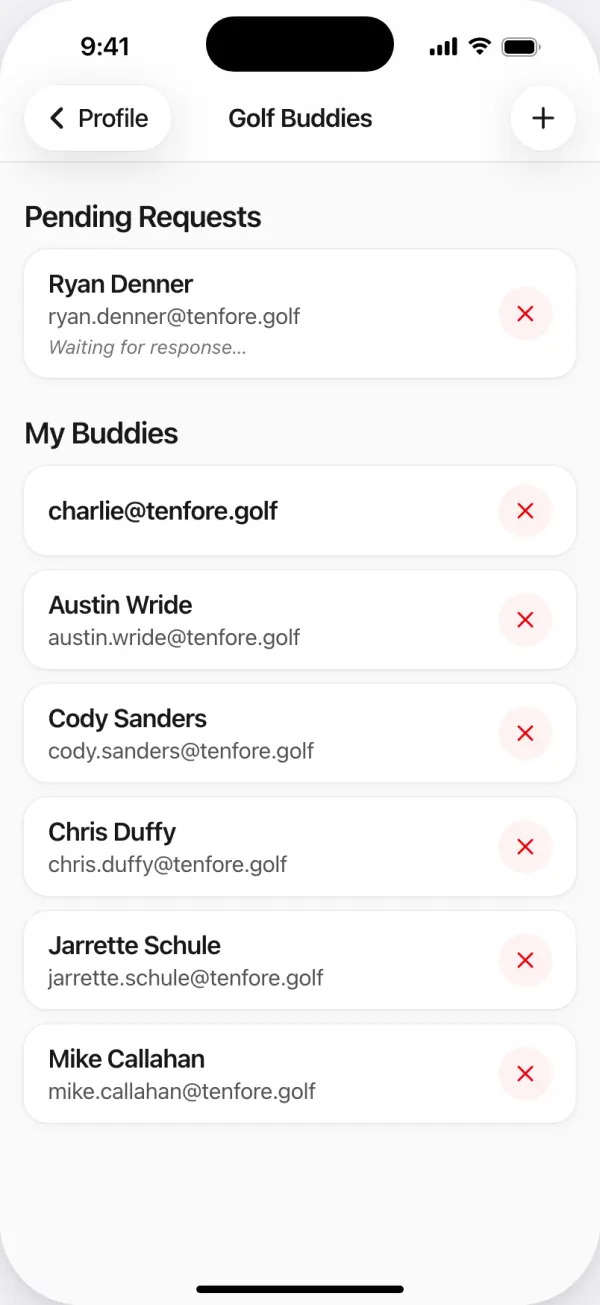 9:41
Profile
Golf Buddies
Pending Requests
Ryan Denner
ryan.denner@tenfore.golf
Waiting for response...
My Buddies
charlie@tenfore.golf
Austin Wride
austin.wride@tenfore.golf
Cody Sanders
cody.sanders@tenfore.golf
Chris Duffy
chris.duffy@tenfore.golf
Jarrette Schule
jarrette.schule@tenfore.golf
Mike Callahan
mike.callahan@tenfore.golf